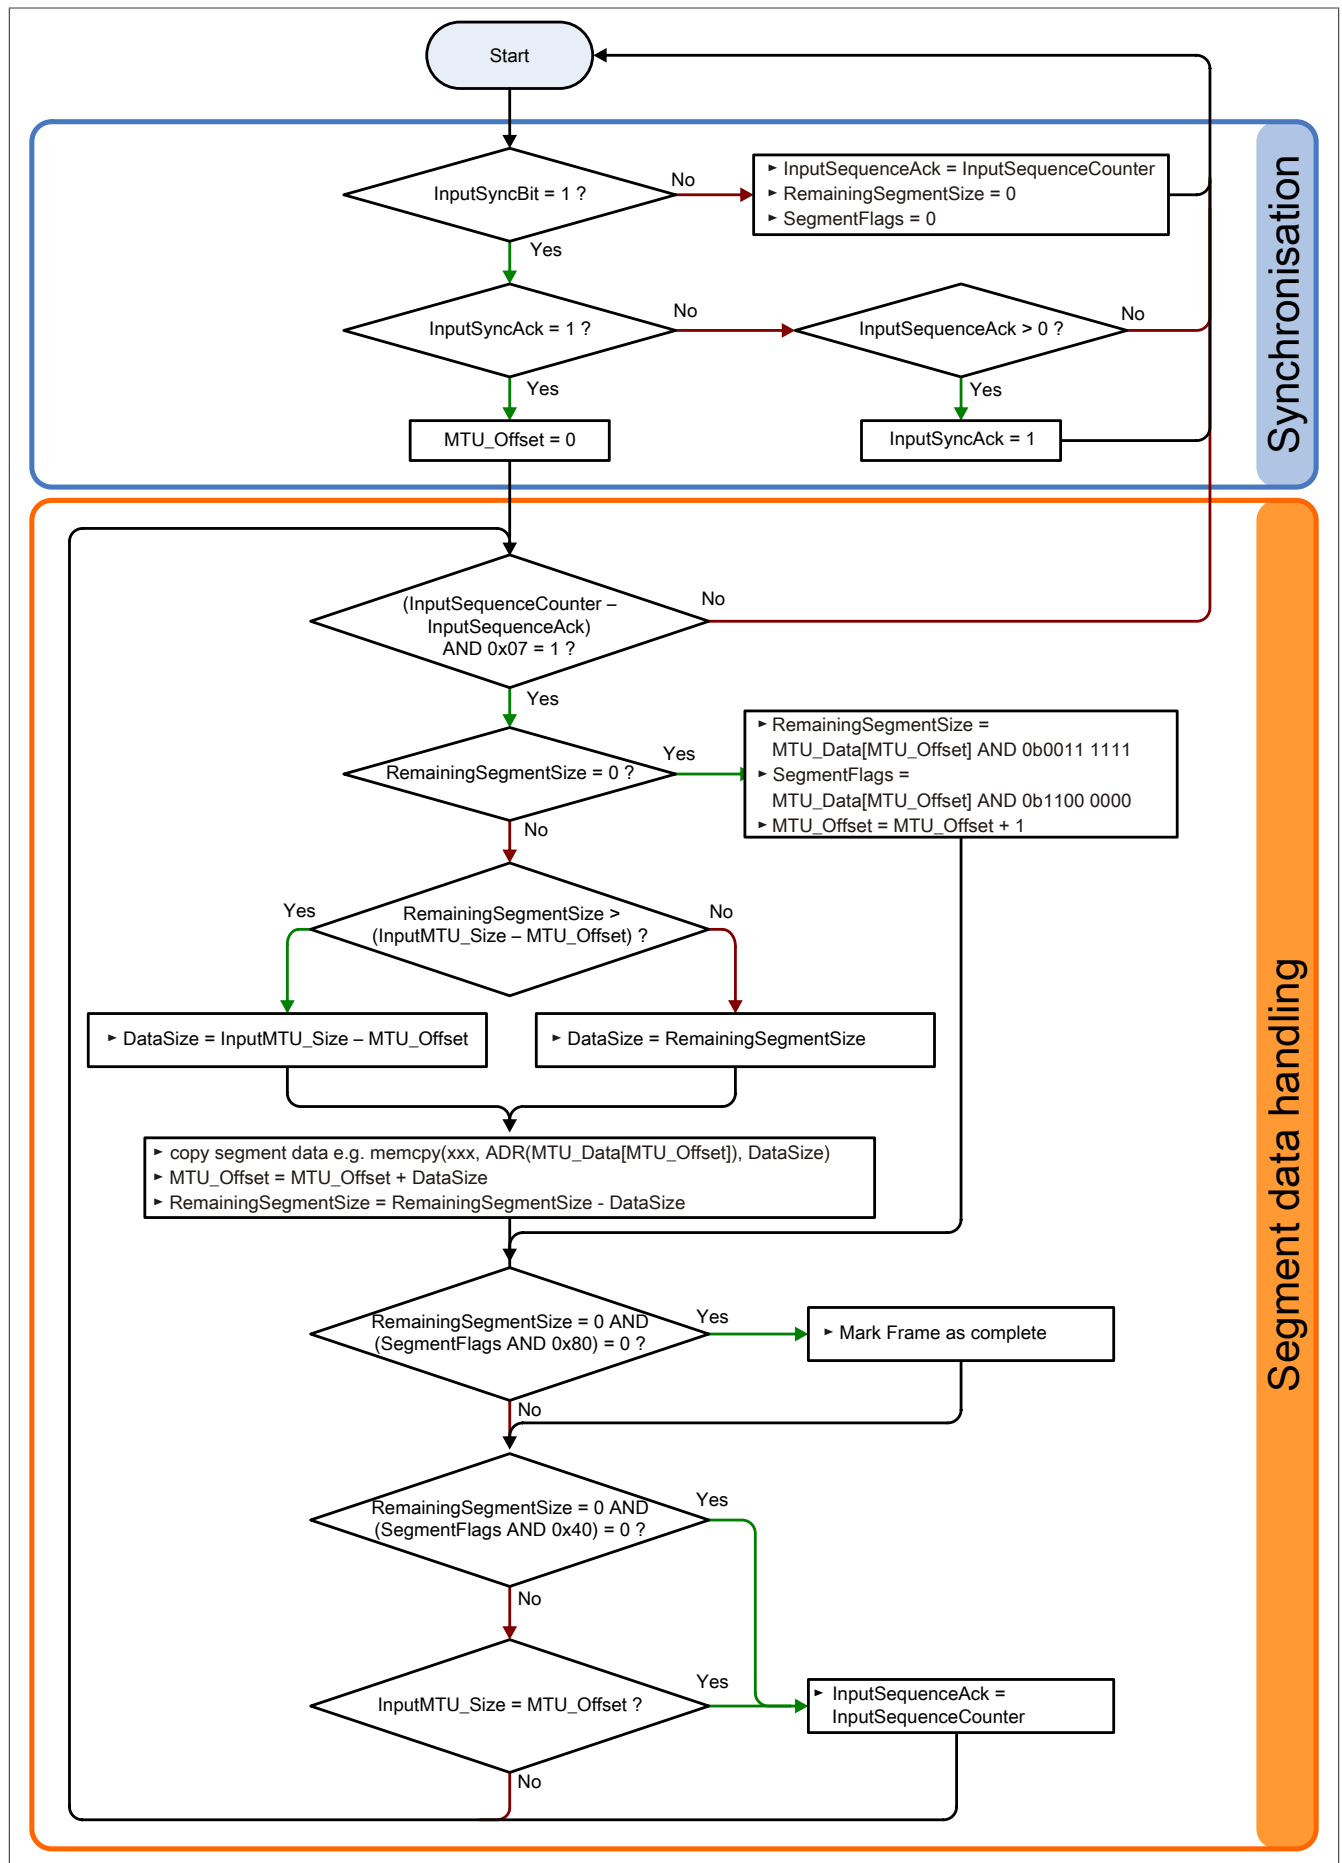 Start
InputSyncBit = 1 ?
No
► InputSequenceAck = InputSequenceCounter
► RemainingSegmentSize = 0
► SegmentFlags = 0
Yes
InputSyncAck = 1 ?
No
InputSequenceAck > 0 ?
No
Yes
Yes
MTU_Offset = 0
InputSyncAck = 1
Synchronisation
(InputSequenceCounter –
InputSequenceAck)
AND 0x07 = 1 ?
No
Yes
RemainingSegmentSize = 0 ?
Yes
► RemainingSegmentSize =
MTU_Data[MTU_Offset] AND 0b0011 1111
► SegmentFlags =
MTU_Data[MTU_Offset] AND 0b1100 0000
► MTU_Offset = MTU_Offset + 1
No
RemainingSegmentSize >
(InputMTU_Size – MTU_Offset) ?
Yes
No
► DataSize = InputMTU_Size – MTU_Offset
► DataSize = RemainingSegmentSize
► copy segment data e.g. memcpy(xxx, ADR(MTU_Data[MTU_Offset]), DataSize)
► MTU_Offset = MTU_Offset + DataSize
► RemainingSegmentSize = RemainingSegmentSize - DataSize
RemainingSegmentSize = 0 AND
(SegmentFlags AND 0x80) = 0 ?
Yes
► Mark Frame as complete
No
RemainingSegmentSize = 0 AND
(SegmentFlags AND 0x40) = 0 ?
Yes
No
InputMTU_Size = MTU_Offset ?
Yes
► InputSequenceAck =
InputSequenceCounter
No
Segment data handling